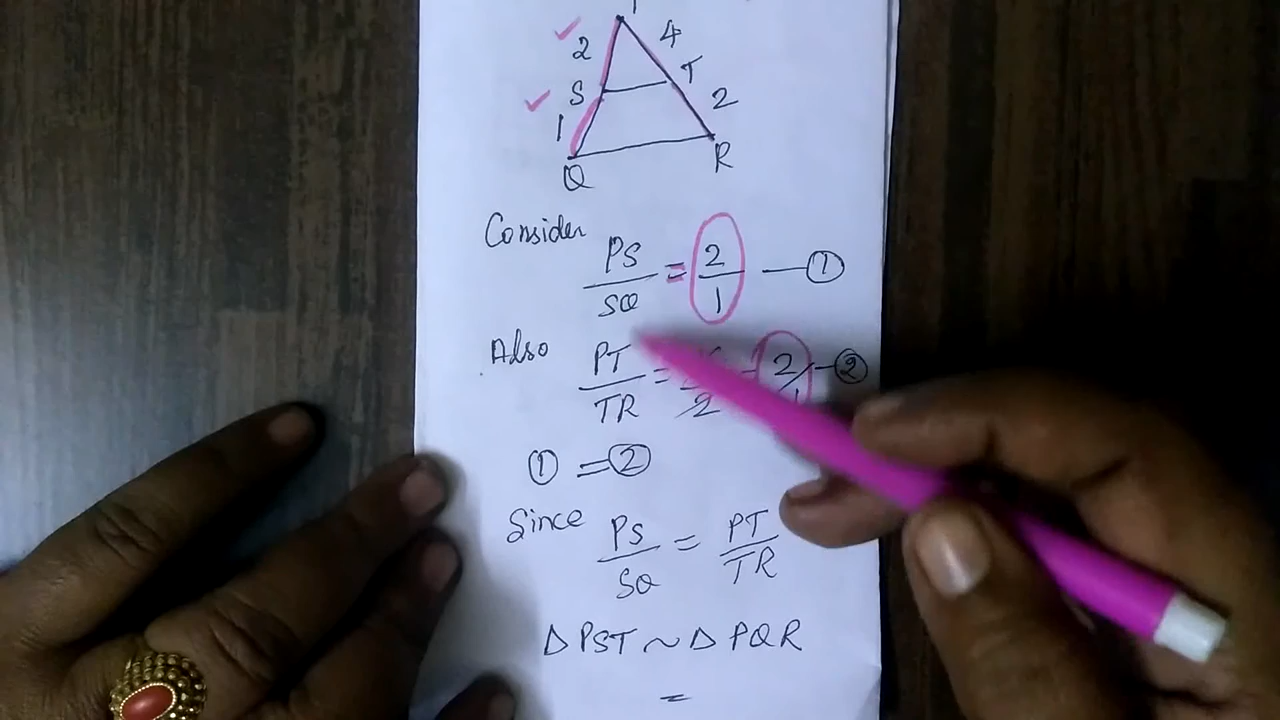 2 4
S T
1 2
Q R
Consider
PS/SQ = 2/1 — ①
Also PT/TR = /2 = 2/1 — ②
① = ②
Since PS/SQ = PT/TR
Δ PST ~ Δ PQR
=